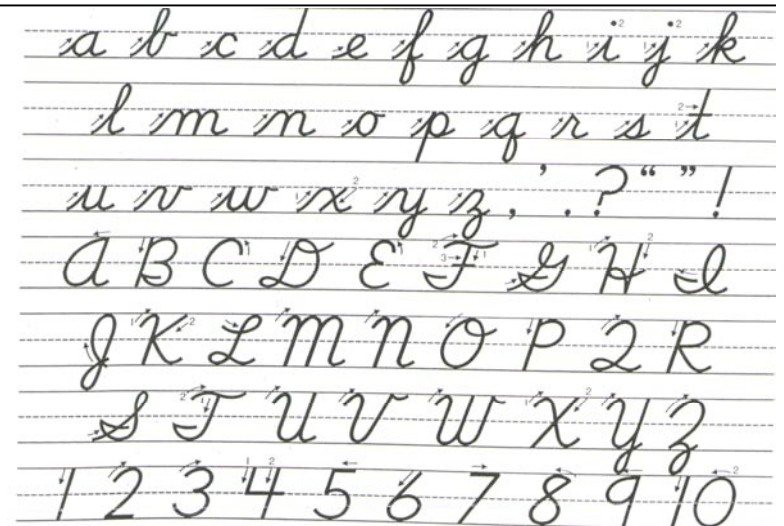 a b c d e f g h i j k
l m n o p q r s t
u v w x y z , ' . ? “ ” !
A B C D E F G H I
J K L M N O P Q R
S T U V W X Y Z
1 2 3 4 5 6 7 8 9 10